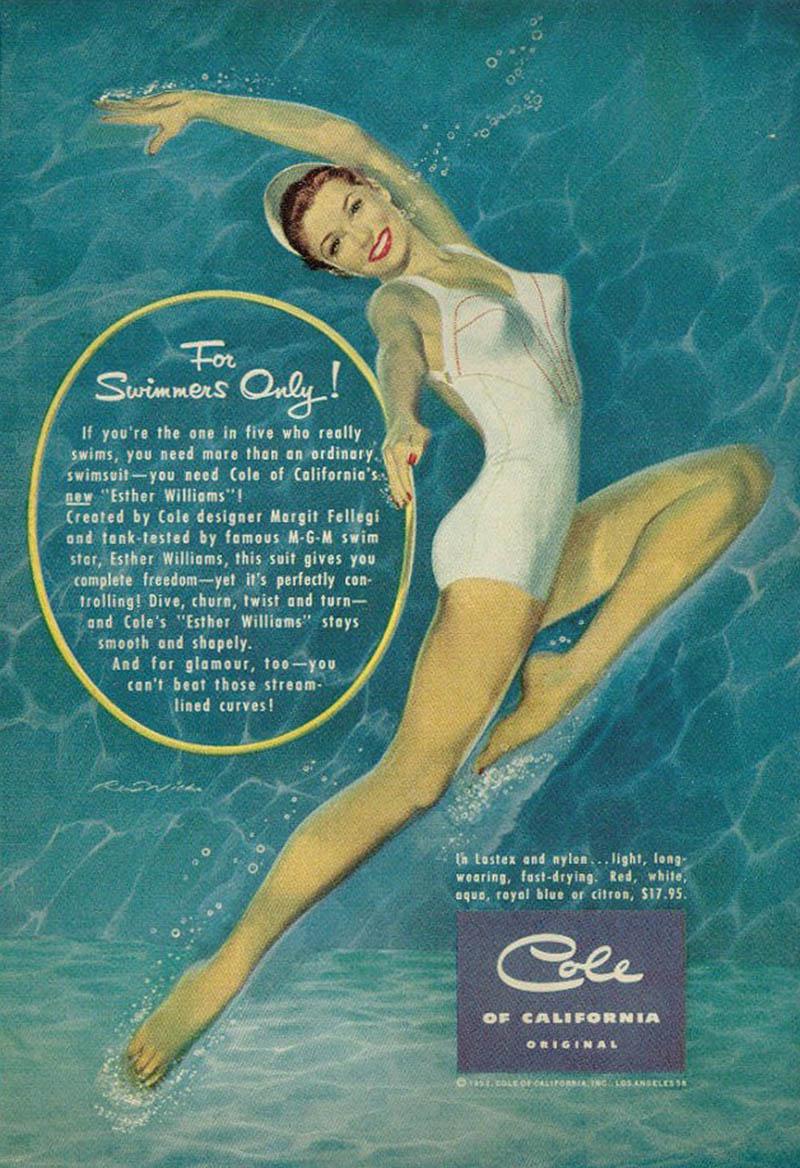 For
Swimmers Only!
If you're the one in five who really
swims, you need more than an ordinary
swimsuit—you need Cole of California's
new "Esther Williams"!
Created by Cole designer Margit Fellegi
and tank-tested by famous M-G-M swim
star, Esther Williams, this suit gives you
complete freedom—yet it's perfectly con-
trolling! Dive, churn, twist and turn—
and Cole's "Esther Williams" stays
smooth and shapely.
And for glamour, too—you
can't beat those stream-
lined curves!
In Lastex and nylon...light, long-
wearing, fast-drying. Red, white,
aqua, royal blue or citron, $17.95.
Cole
OF CALIFORNIA
ORIGINAL
© COLE OF CALIFORNIA, INC., LOS ANGELES 58